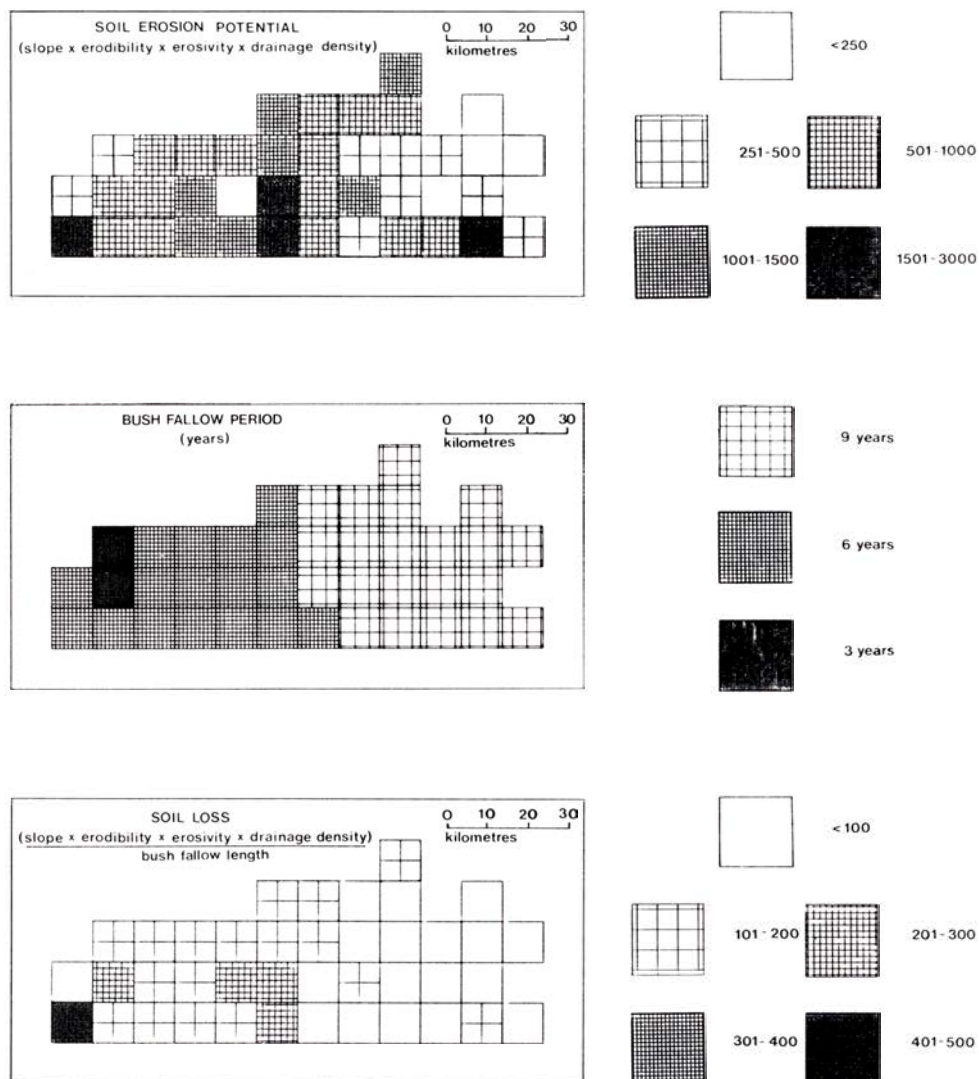 SOIL EROSION POTENTIAL
(slope x erodibility x erosivity x drainage density)
0 10 20 30
kilometres
<250
251-500
501-1000
1001-1500
1501-3000
BUSH FALLOW PERIOD
(years)
0 10 20 30
kilometres
9 years
6 years
3 years
SOIL LOSS
(slope x erodibility x erosivity x drainage density)
bush fallow length
0 10 20 30
kilometres
<100
101-200
201-300
301-400
401-500